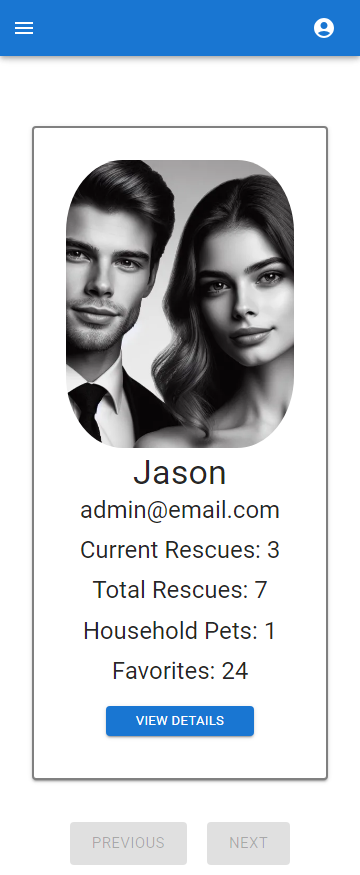 Jason
admin@email.com
Current Rescues: 3
Total Rescues: 7
Household Pets: 1
Favorites: 24
VIEW DETAILS
PREVIOUS NEXT